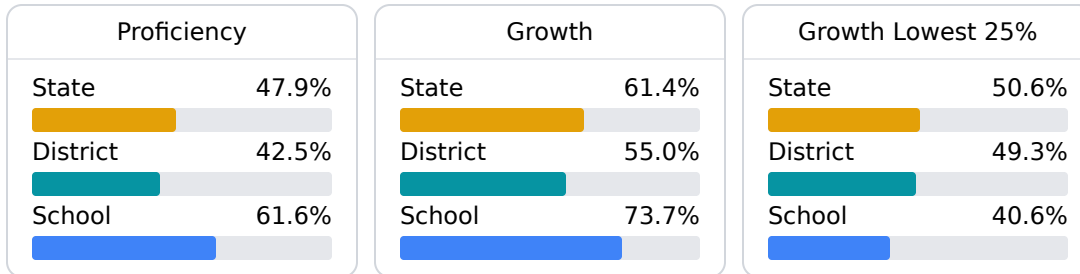 Proficiency
State 47.9%
District 42.5%
School 61.6%
Growth
State 61.4%
District 55.0%
School 73.7%
Growth Lowest 25%
State 50.6%
District 49.3%
School 40.6%